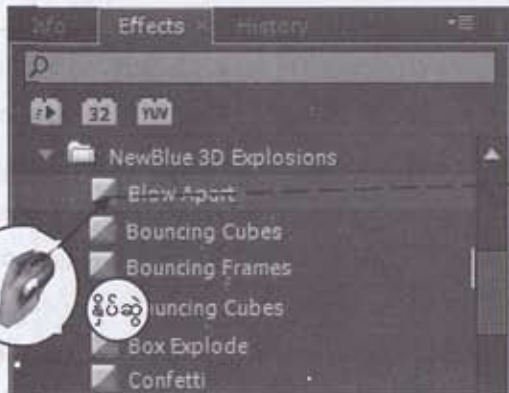 Info Effects × History
32 YUV
NewBlue 3D Explosions
Blow Apart
Bouncing Cubes
Bouncing Frames
နှိပ်ဆွဲ ouncing Cubes
Box Explode
Confetti